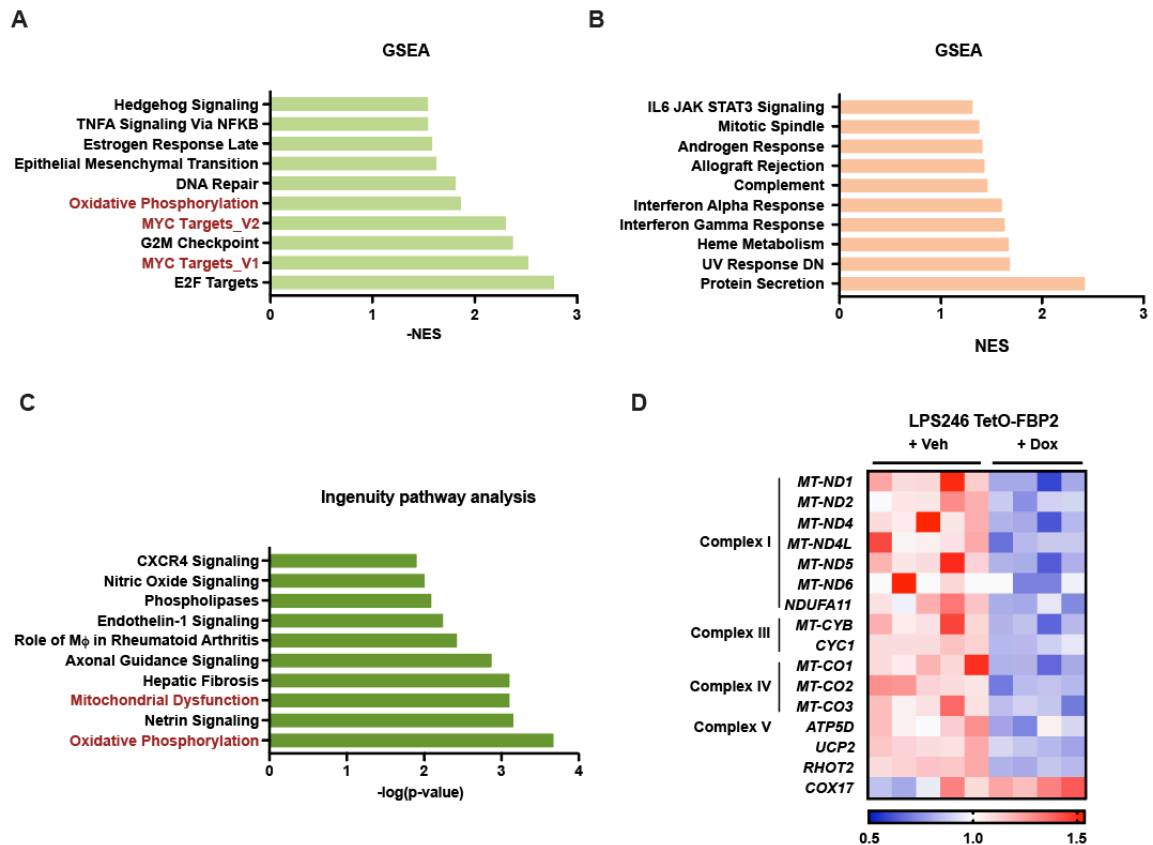 A
GSEA
Hedgehog Signaling
TNFA Signaling Via NFKB
Estrogen Response Late
Epithelial Mesenchymal Transition
DNA Repair
Oxidative Phosphorylation
MYC Targets_V2
G2M Checkpoint
MYC Targets_V1
E2F Targets
0 1 2 3
-NES
B
GSEA
IL6 JAK STAT3 Signaling
Mitotic Spindle
Androgen Response
Allograft Rejection
Complement
Interferon Alpha Response
Interferon Gamma Response
Heme Metabolism
UV Response DN
Protein Secretion
0 1 2 3
NES
C
Ingenuity pathway analysis
CXCR4 Signaling
Nitric Oxide Signaling
Phospholipases
Endothelin-1 Signaling
Role of Mϕ in Rheumatoid Arthritis
Axonal Guidance Signaling
Hepatic Fibrosis
Mitochondrial Dysfunction
Netrin Signaling
Oxidative Phosphorylation
0 1 2 3 4
-log(p-value)
D
LPS246 TetO-FBP2
+ Veh + Dox
MT-ND1
MT-ND2
MT-ND4
Complex I
MT-ND4L
MT-ND5
MT-ND6
NDUFA11
MT-CYB
Complex III
CYC1
MT-CO1
Complex IV
MT-CO2
MT-CO3
Complex V
ATP5D
UCP2
RHOT2
COX17
0.5 1.0 1.5